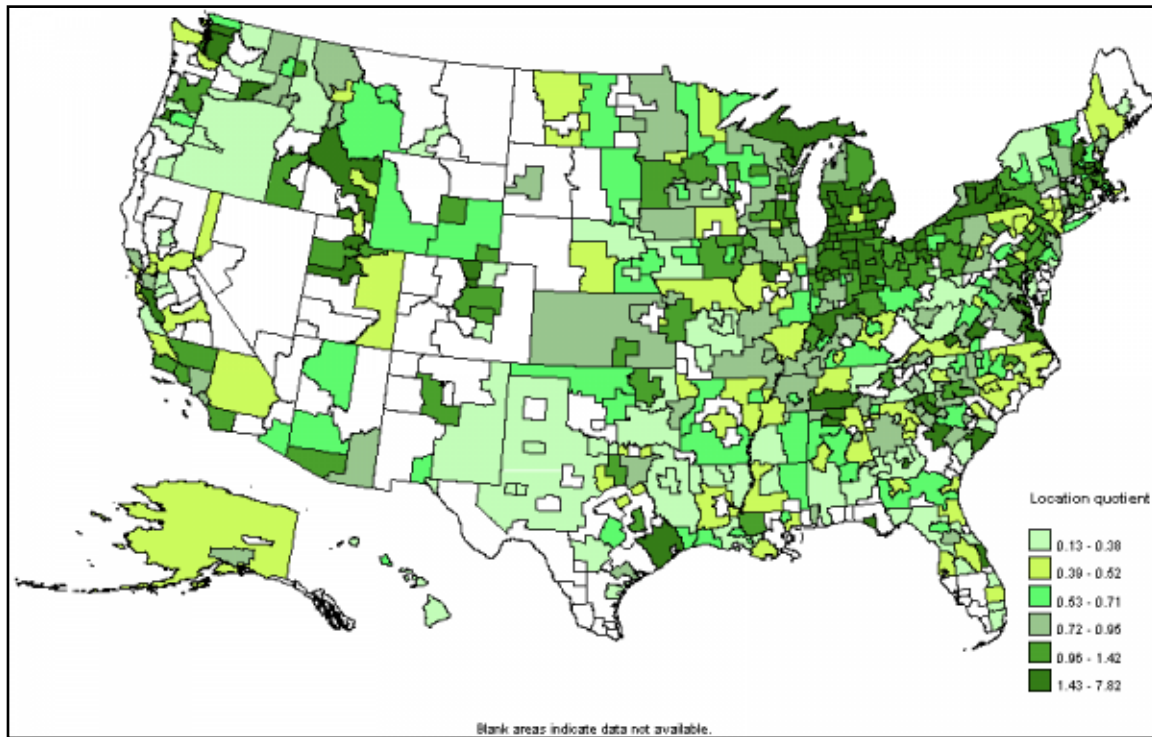 Location quotient
0.13 - 0.38
0.39 - 0.52
0.53 - 0.71
0.72 - 0.95
0.96 - 1.42
1.43 - 7.82
Blank areas indicate data not available.